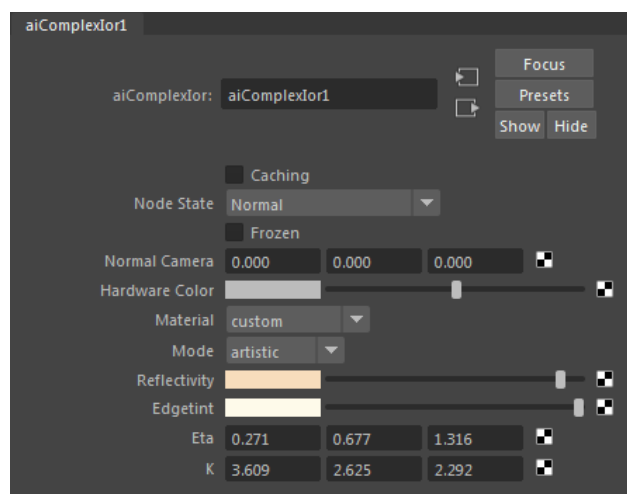 aiComplexIor1
Focus
aiComplexIor: aiComplexIor1
Presets
Show Hide
Caching
Node State Normal
Frozen
Normal Camera 0.000 0.000 0.000
Hardware Color
Material custom
Mode artistic
Reflectivity
Edgetint
Eta 0.271 0.677 1.316
K 3.609 2.625 2.292